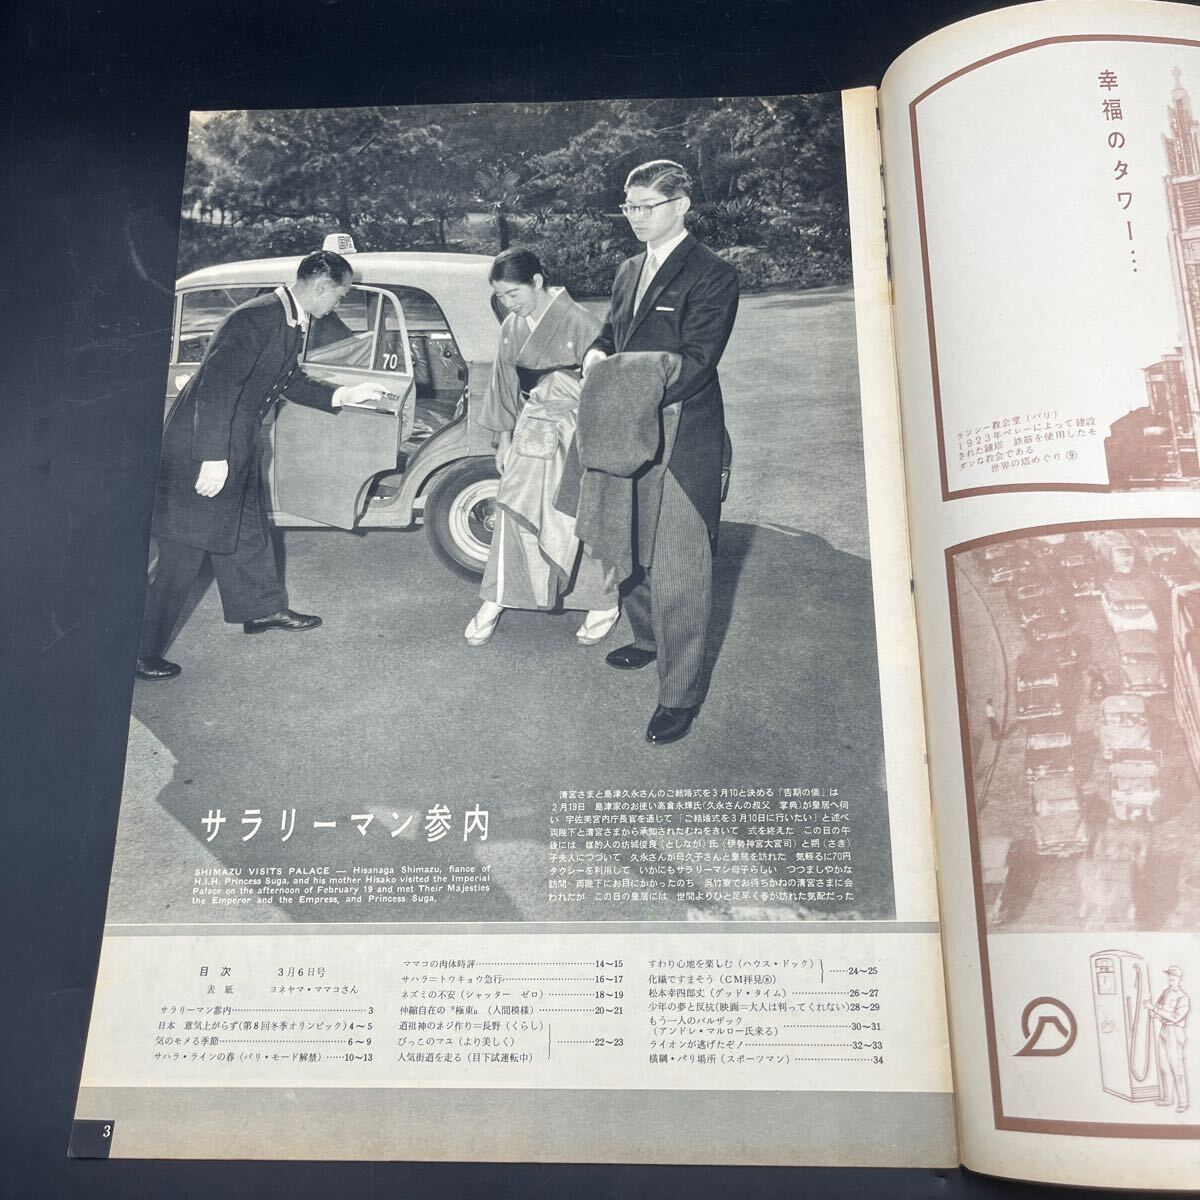 国際
70
サラリーマン参内
SHIMAZU VISITS PALACE — Hisanaga Shimazu, fiance of
H.I.H. Princess Suga, and his mother Hisako visited the Imperial
Palace on the afternoon of February 19 and met Their Majesties
the Emperor and the Empress, and Princess Suga.
清宮さまと島津久永さんのご結婚式を3月10と決める「告期の儀」は
2月19日 島津家のお使い高倉永輝氏(久永さんの叔父 掌典)が皇居へ伺
い 宇佐美宮内庁長官を通じて「ご結婚式を3月10日に行いたい」と述べ
両陛下と清宮さまから承知されたむねをきいて 式を終えた この日の午
後には 媒酌人の坊城俊良(としなが)氏(伊勢神宮大宮司)と朔(さき)
子夫人につづいて 久永さんが母久子さんと皇居を訪れた 気軽るに70円
タクシーを利用して いかにもサラリーマン母子らしい つつましやかな
訪問 両陛下にお目にかかったのち 呉竹寮でお待ちかねの清宮さまに会
われたが この日の皇居には 世間よりひと足早く春が訪れた気配だった
目次 3月6日号
表紙 コネヤマ・ママコさん
サラリーマン参内……3
日本 意気上がらず(第8回冬季オリンピック)4〜5
気のモメる季節……6〜9
サハラ・ラインの春(パリ・モード解禁)……10〜13
ママコの肉体時評……14〜15
サハラ=トウキョウ急行……16〜17
ネズミの不安(シャッター ゼロ)……18〜19
伸縮自在の〝極東〟(人間模様)……20〜21
道祖神のネジ作り=長野(くらし)
びっこのマユ(より美しく)……22〜23
人気街道を走る(目下試運転中)
すわり心地を楽しむ(ハウス・ドック)
化繊ですまそう(CM拝見⑧)……24〜25
松本幸四郎丈(グッド・タイム)……26〜27
少年の夢と反抗(映画=大人は判ってくれない)28〜29
もう一人のバルザック
(アンドレ・マルロー氏来る)……30〜31
ライオンが逃げたぞ!……32〜33
横綱・パリ場所(スポーツマン)……34
3
幸福のタワー…
ランシー教会堂(パリ)
1923年ペレーによって建設
された鐘塔 鉄筋を使用したモ
ダンな教会である
世界の塔めぐり⑨